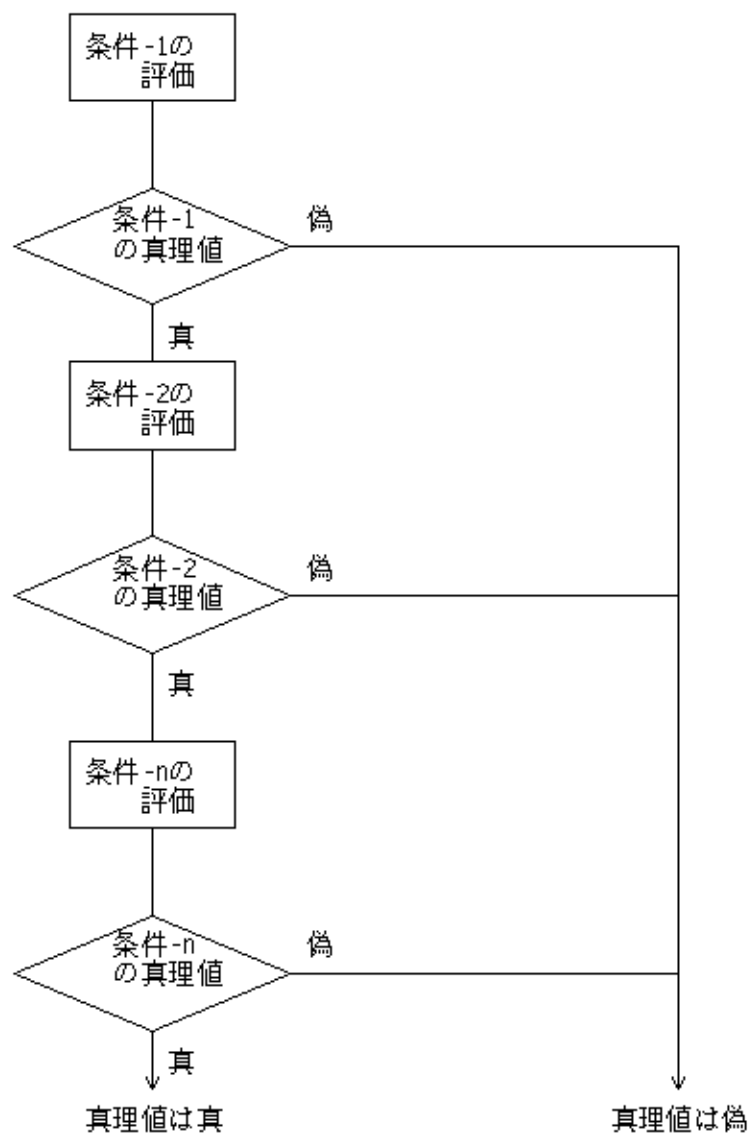 条件-1の
評価
条件-1
の真理値
偽
真
条件-2の
評価
条件-2
の真理値
偽
真
条件-nの
評価
条件-n
の真理値
偽
真
真理値は真
真理値は偽